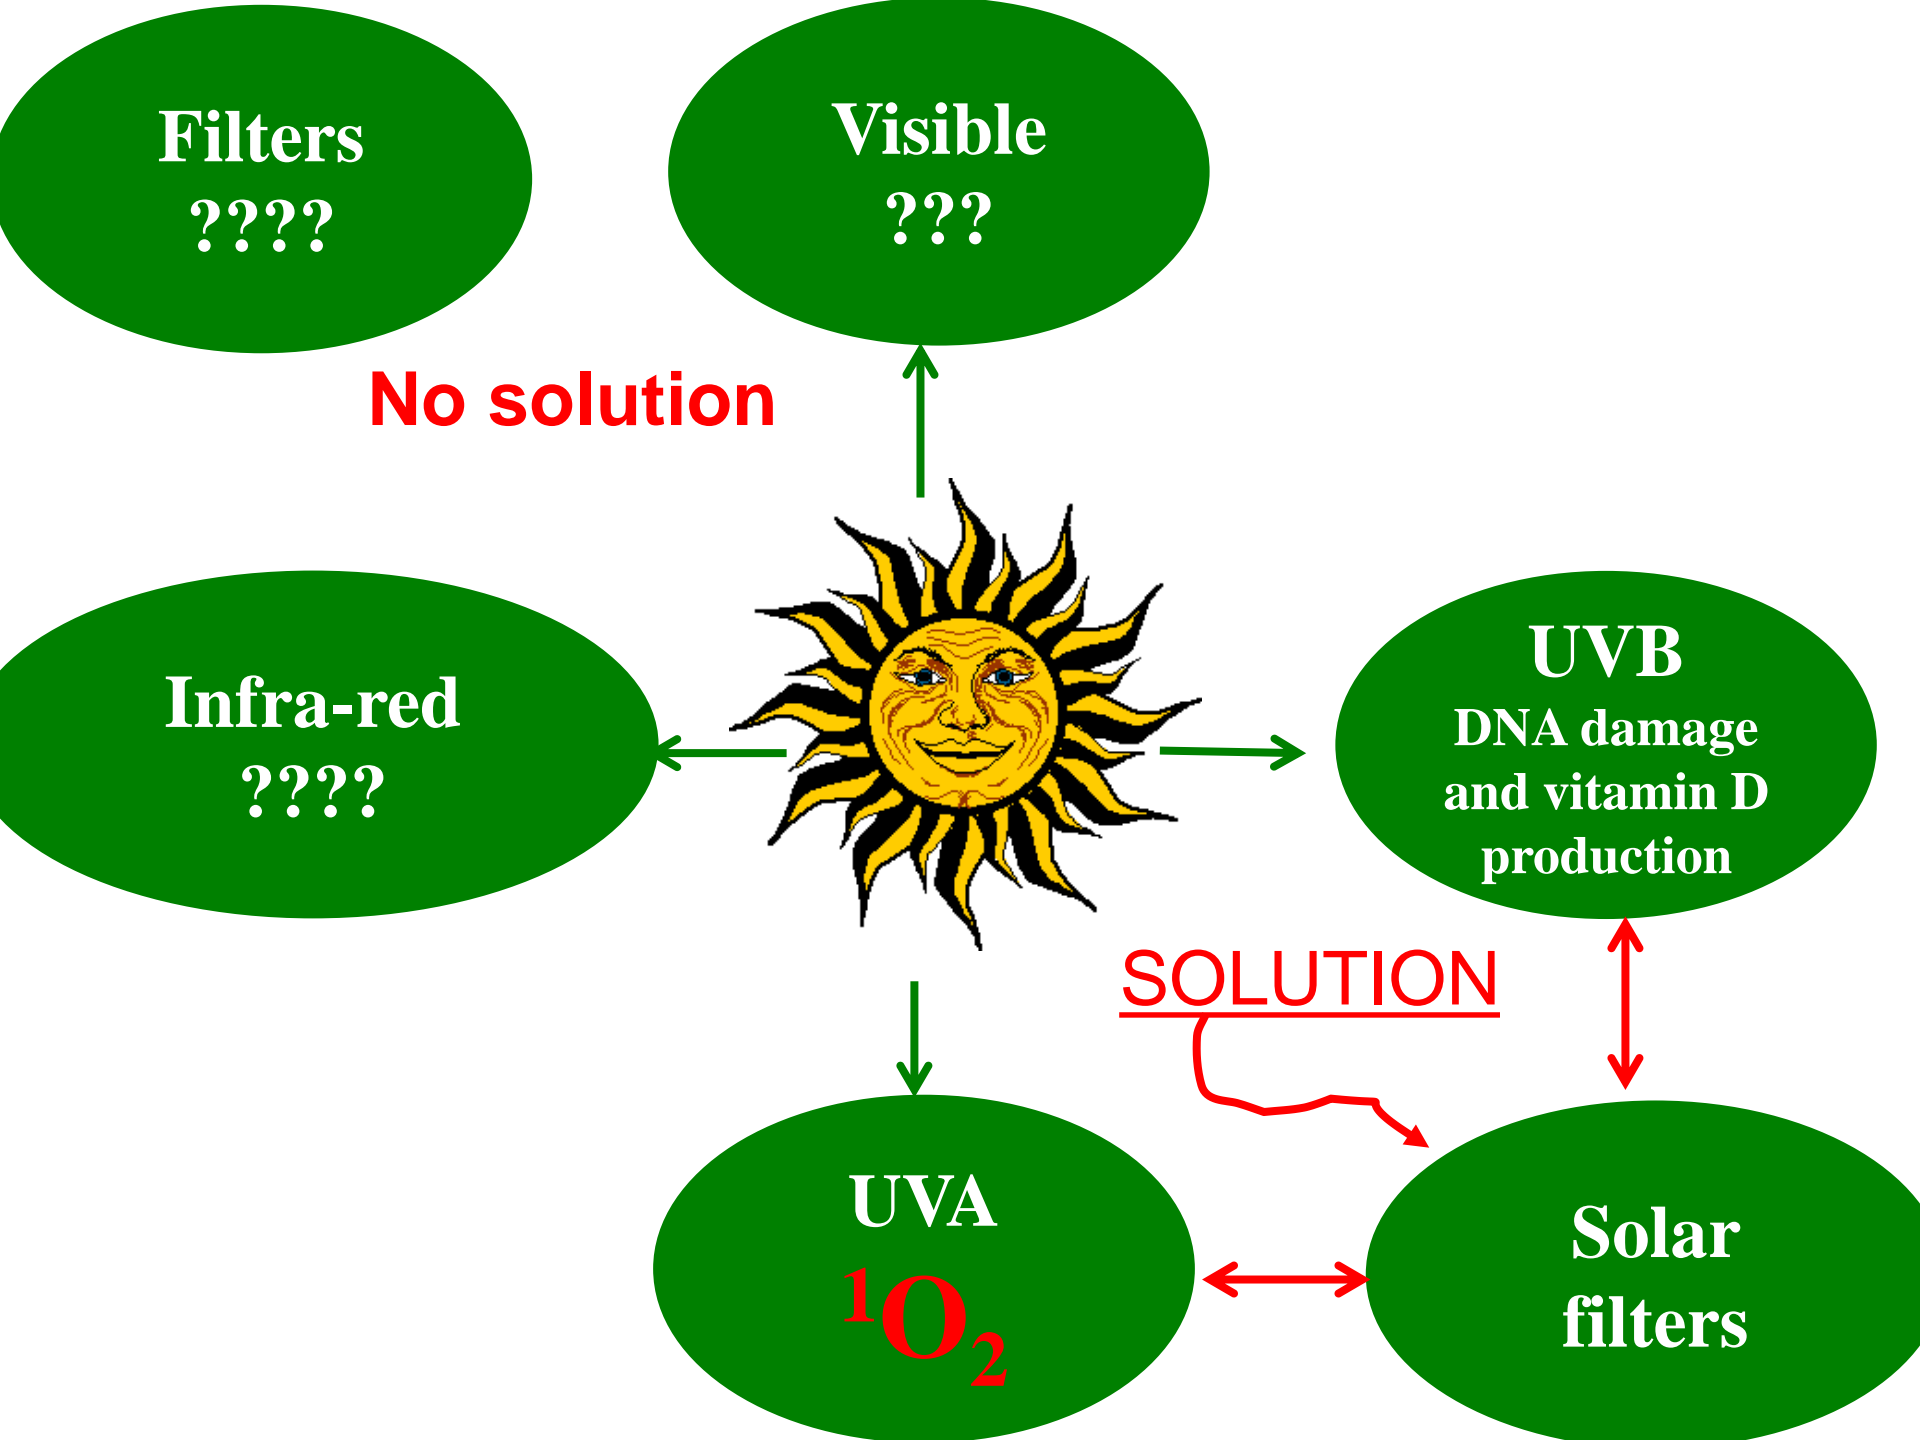 Filters
????
Visible
???
No solution
Infra-red
????
UVB
DNA damage
and vitamin D
production
SOLUTION
UVA
¹O₂
Solar
filters